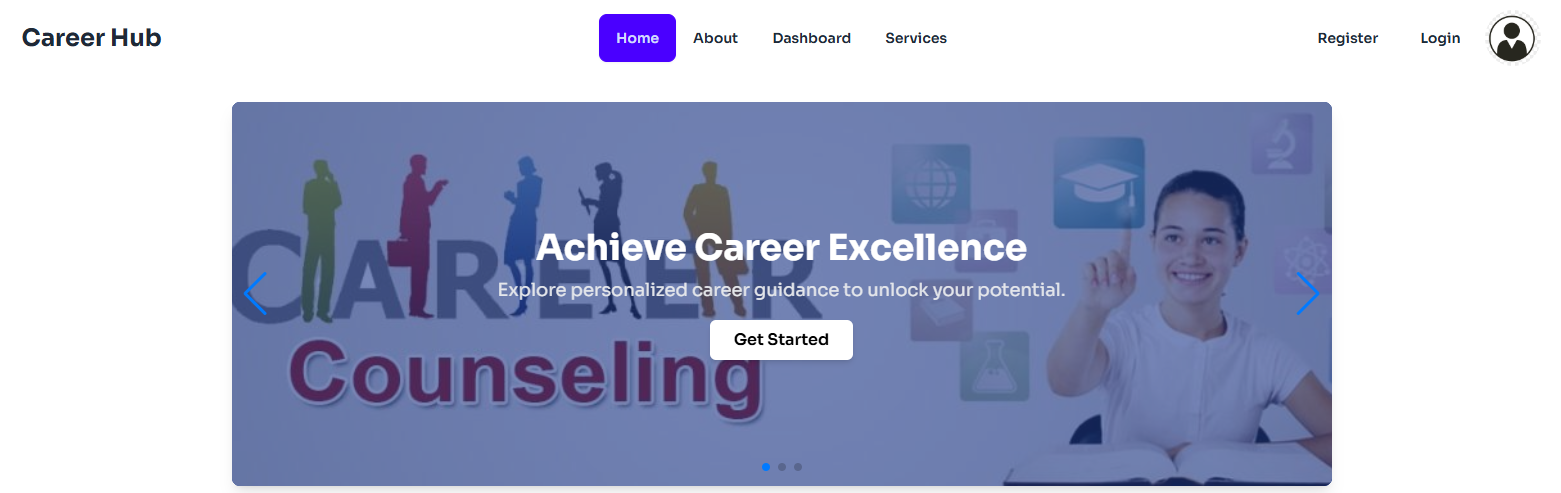 Career Hub
Home About Dashboard Services
Register Login
CAREER
Achieve Career Excellence
Explore personalized career guidance to unlock your potential.
Get Started
Counseling